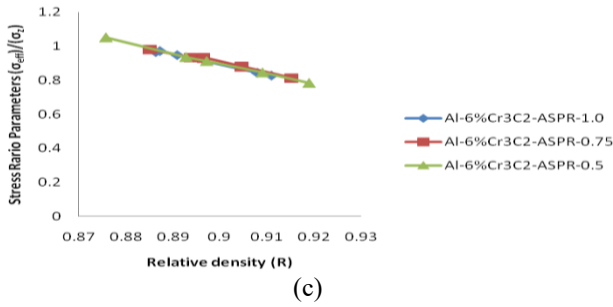 Stress Rario Parameters (σeff)/(σz)
1.2
1
0.8
0.6
0.4
0.2
0
0.87 0.88 0.89 0.9 0.91 0.92 0.93
Relative density (R)
Al-6%Cr3C2-ASPR-1.0
Al-6%Cr3C2-ASPR-0.75
Al-6%Cr3C2-ASPR-0.5
(c)